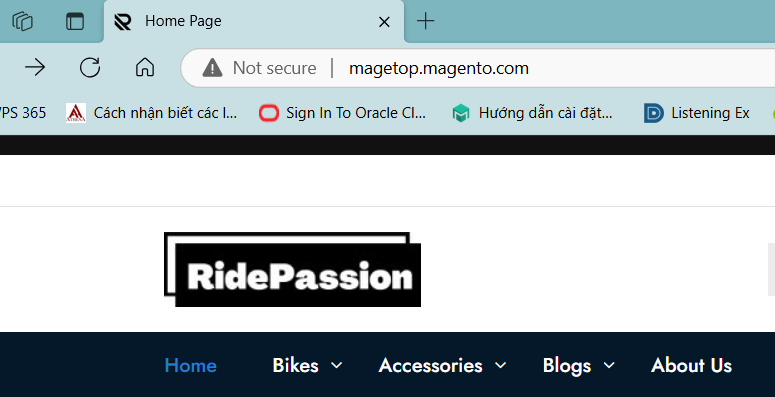 Home Page
Not secure magetop.magento.com
PS 365 Cách nhận biết các l... Sign In To Oracle Cl... Hướng dẫn cài đặt... Listening Ex
RidePassion
Home Bikes Accessories Blogs About Us